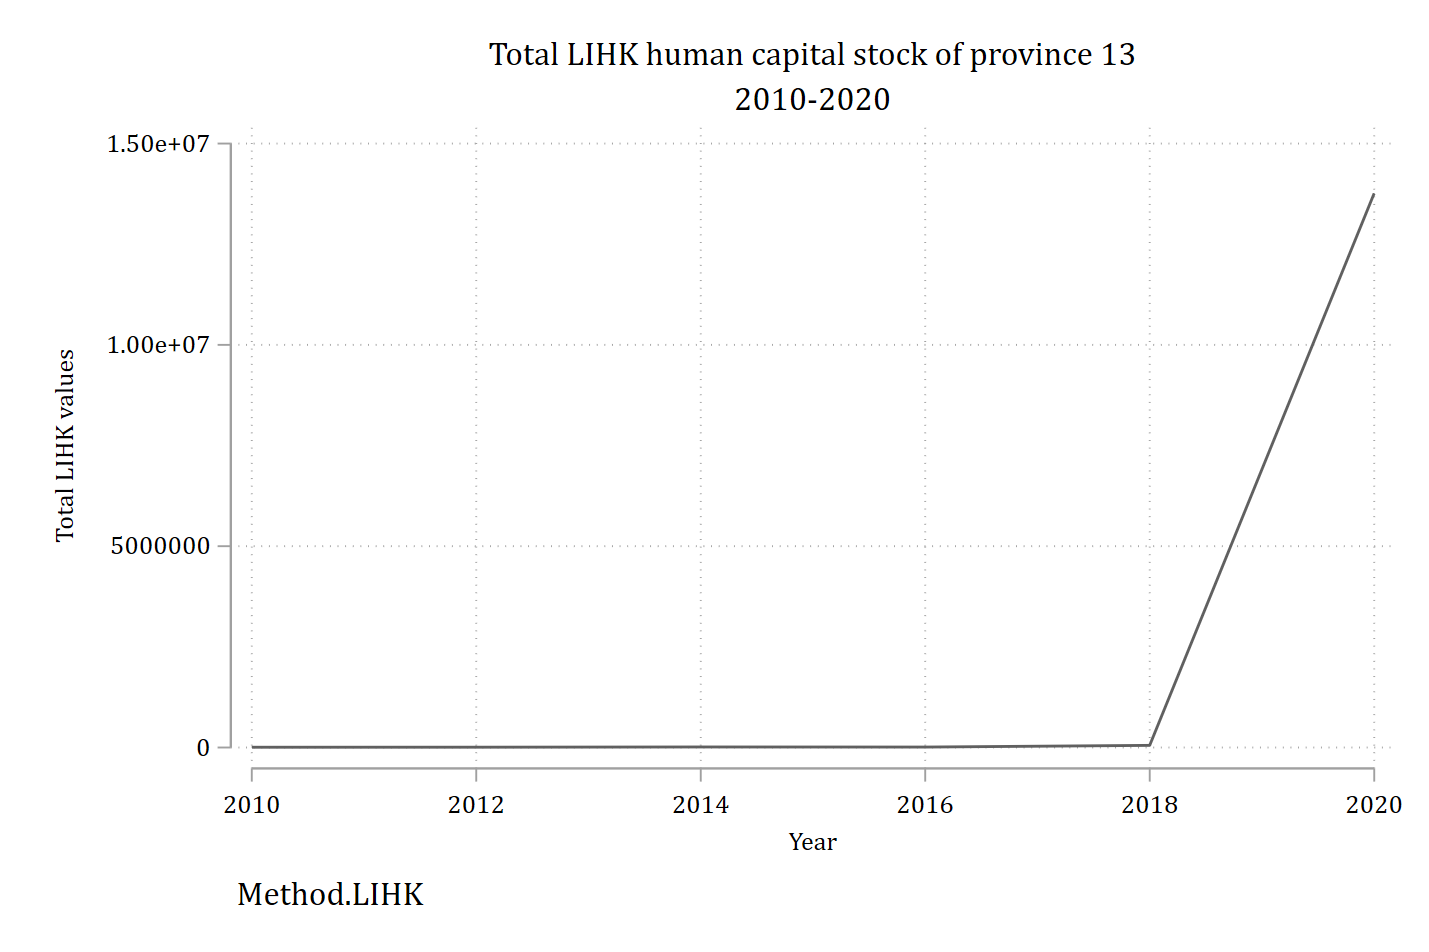 Total LIHK human capital stock of province 13
2010-2020
1.50e+07
1.00e+07
5000000
0
Total LIHK values
2010 2012 2014 2016 2018 2020
Year
Method.LIHK